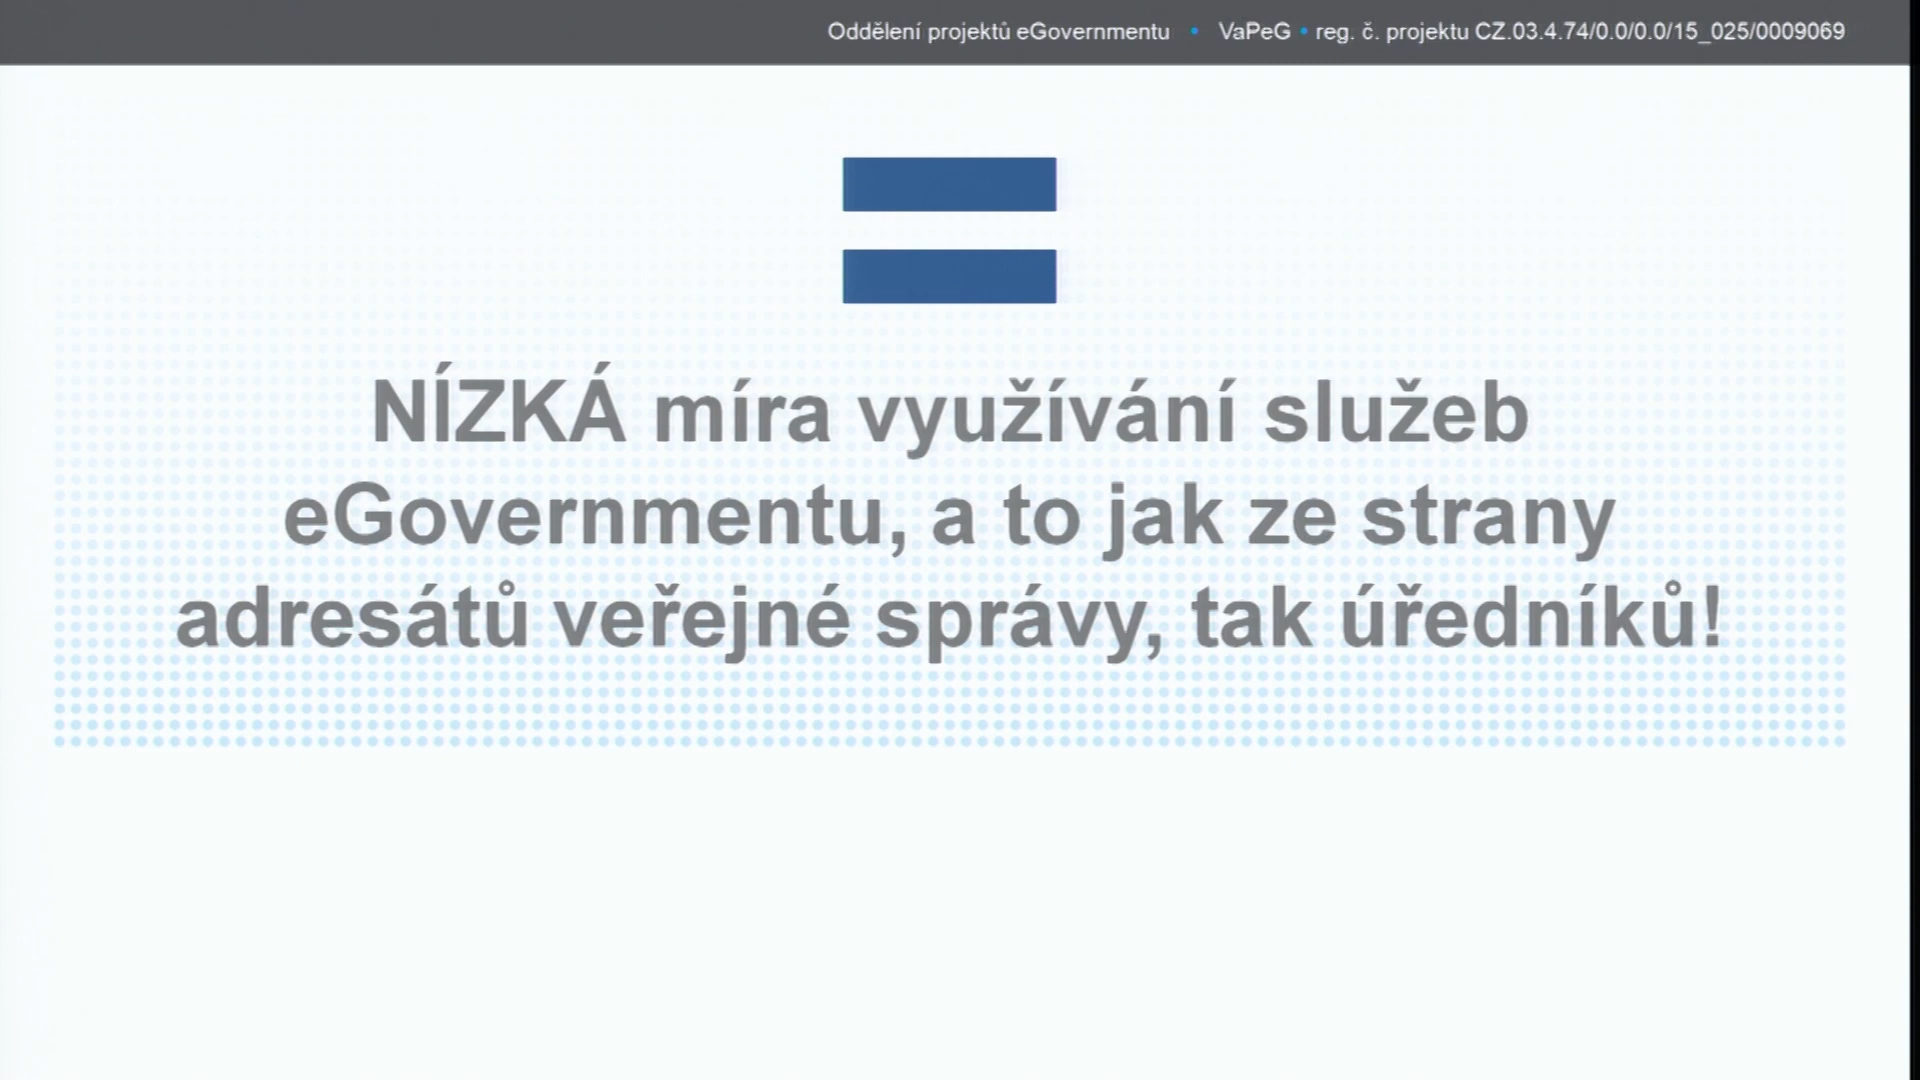 Oddělení projektů eGovernmentu • VaPeG • reg. č. projektu CZ.03.4.74/0.0/0.0/15_025/0009069
NÍZKÁ míra využívání služeb
eGovernmentu, a to jak ze strany
adresátů veřejné správy, tak úředníků!